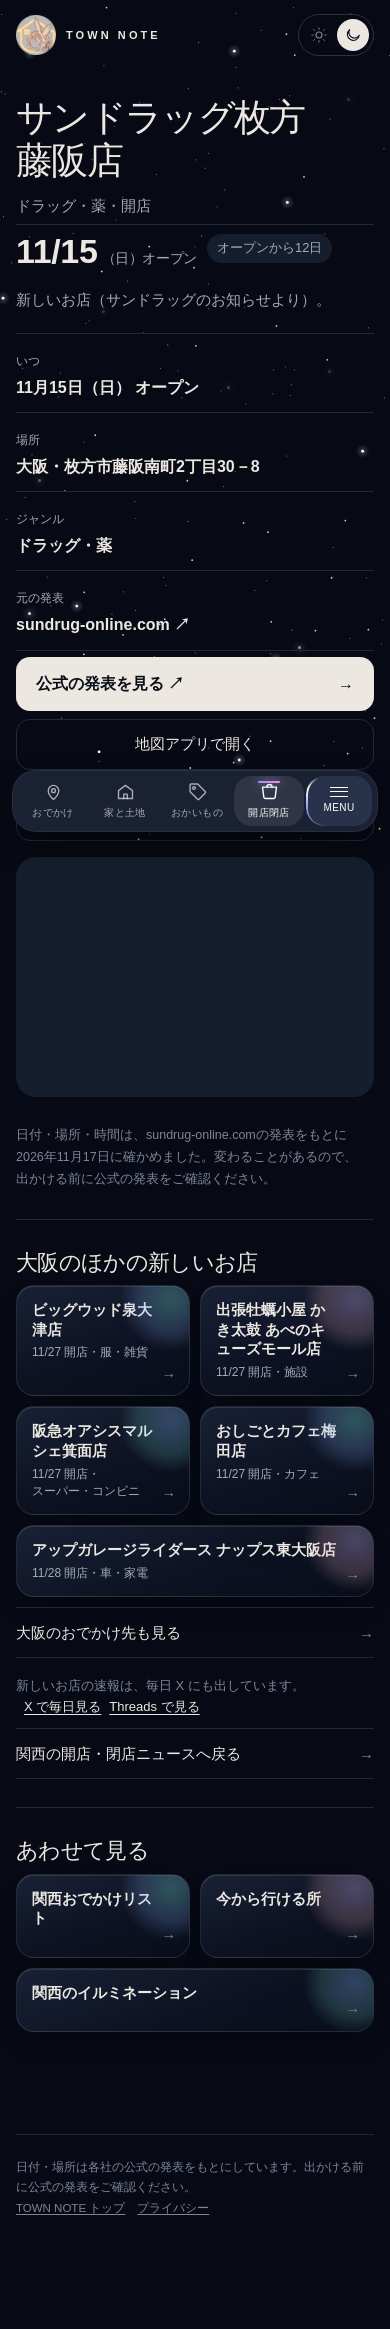 TOWN NOTE
サンドラッグ枚方
藤阪店
ドラッグ・薬・開店
11/15 （日）オープン オープンから12日
新しいお店（サンドラッグのお知らせより）。
いつ
11月15日（日） オープン
場所
大阪・枚方市藤阪南町2丁目30－8
ジャンル
ドラッグ・薬
元の発表
sundrug-online.com ↗
公式の発表を見る ↗ →
地図アプリで開く
おでかけ 家と土地 おかいもの 開店閉店 MENU
日付・場所・時間は、sundrug-online.comの発表をもとに
2026年11月17日に確かめました。変わることがあるので、
出かける前に公式の発表をご確認ください。
大阪のほかの新しいお店
ビッグウッド泉大
津店
11/27 開店・服・雑貨
→
出張牡蠣小屋 か
き太鼓 あべのキ
ューズモール店
11/27 開店・施設
→
阪急オアシスマル
シェ箕面店
11/27 開店・
スーパー・コンビニ
→
おしごとカフェ梅
田店
11/27 開店・カフェ
→
アップガレージライダース ナップス東大阪店
11/28 開店・車・家電
→
大阪のおでかけ先も見る →
新しいお店の速報は、毎日 X にも出しています。
X で毎日見る Threads で見る
関西の開店・閉店ニュースへ戻る →
あわせて見る
関西おでかけリス
ト
→
今から行ける所
→
関西のイルミネーション
→
日付・場所は各社の公式の発表をもとにしています。出かける前
に公式の発表をご確認ください。
TOWN NOTE トップ プライバシー